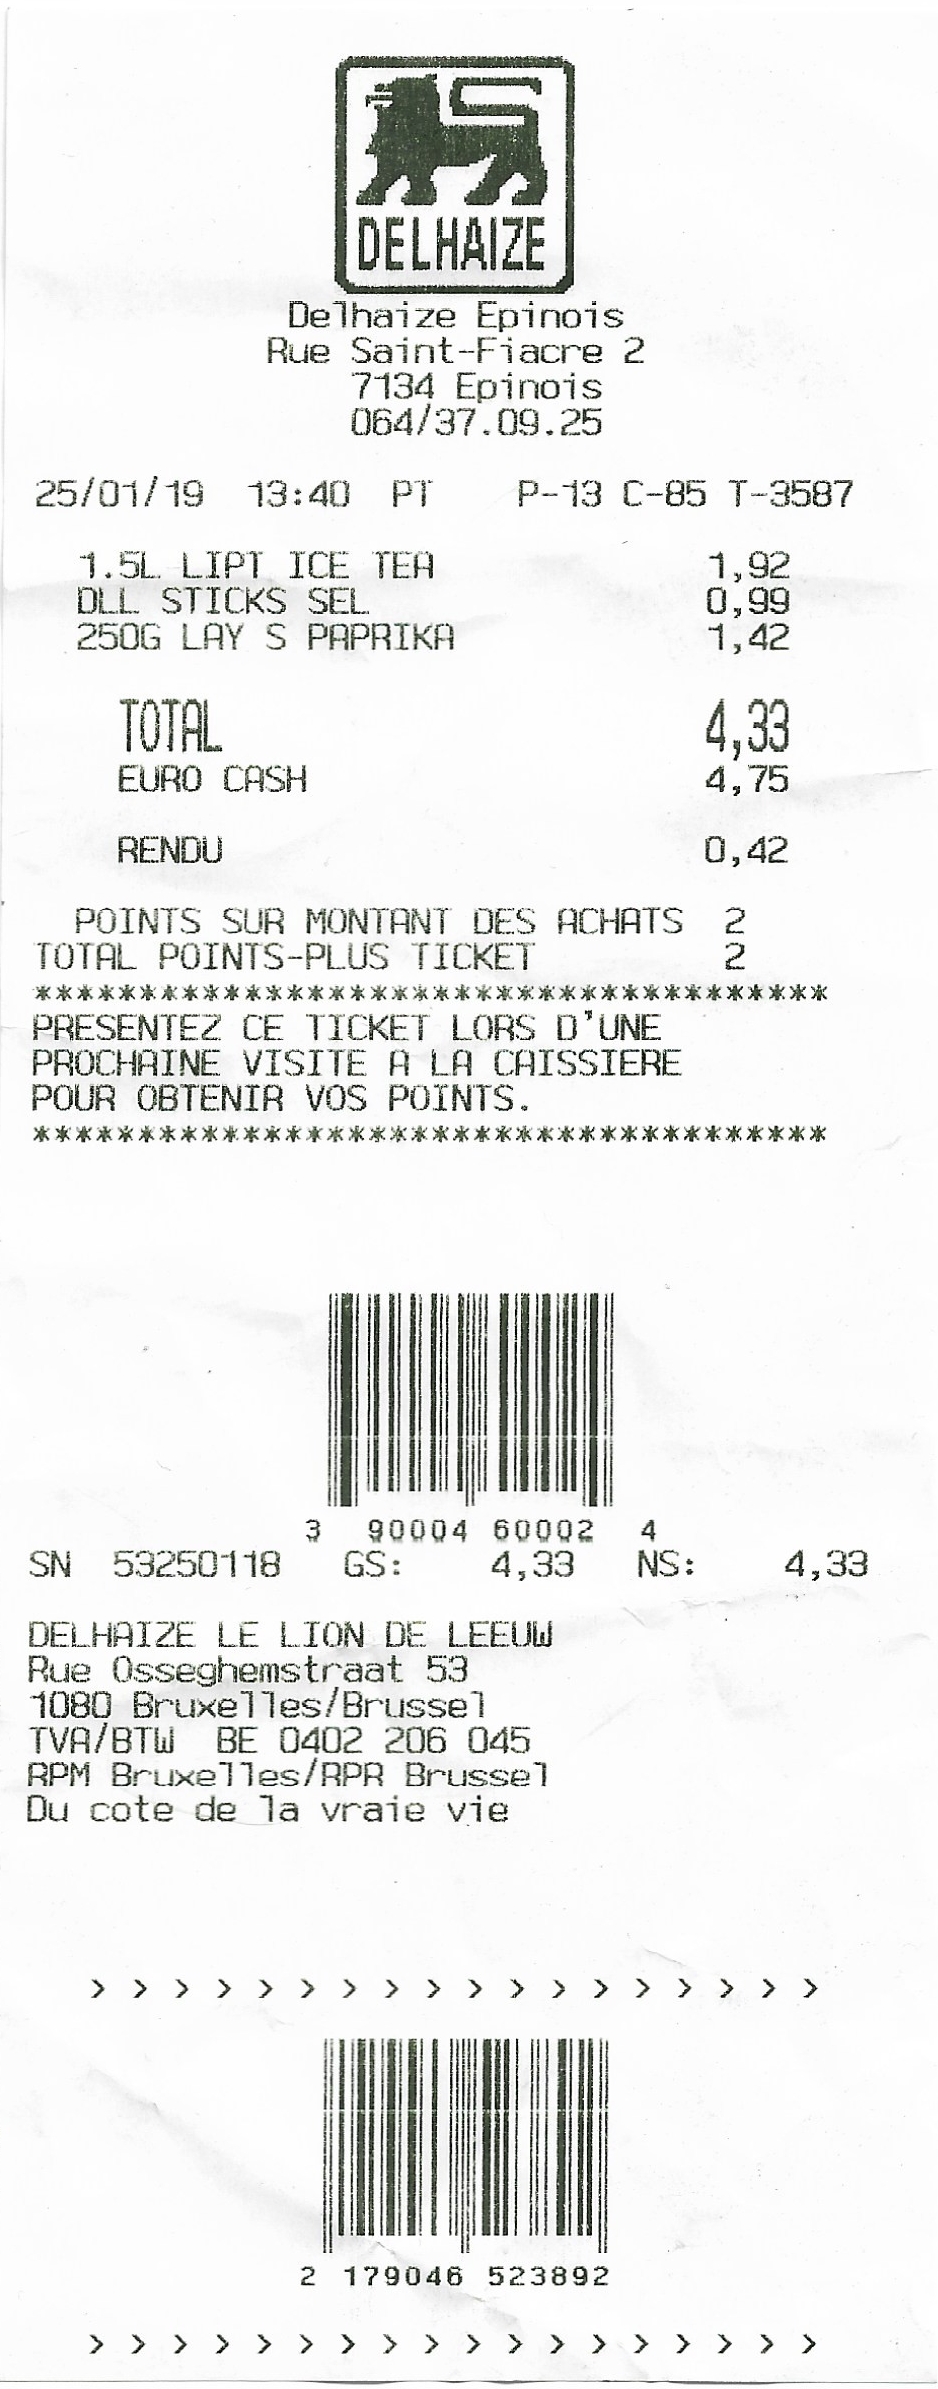 DELHAIZE
Delhaize Epinois
Rue Saint-Fiacre 2
7134 Epinois
064/37.09.25
25/01/19 13:40 PT P-13 C-85 T-3587
1.5L LIPT ICE TEA 1,92
DLL STICKS SEL 0,99
250G LAY S PAPRIKA 1,42
TOTAL 4,33
EURO CASH 4,75
RENDU 0,42
POINTS SUR MONTANT DES ACHATS 2
TOTAL POINTS-PLUS TICKET 2
**************************************
PRESENTEZ CE TICKET LORS D'UNE
PROCHAINE VISITE A LA CAISSIERE
POUR OBTENIR VOS POINTS.
**************************************
3 90004 60002 4
SN 53250118 GS: 4,33 NS: 4,33
DELHAIZE LE LION DE LEEUW
Rue Osseghemstraat 53
1080 Bruxelles/Brussel
TVA/BTW BE 0402 206 045
RPM Bruxelles/RPR Brussel
Du cote de la vraie vie
> > > > > > > > > > > > > > > > > >
2 179046 523892
> > > > > > > > > > > > > > > > > >